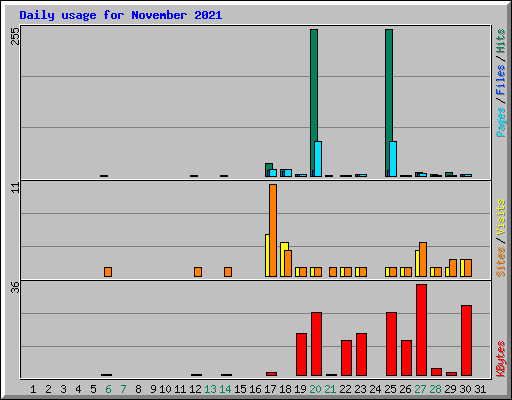 Daily usage for November 2021
255
Pages / Files / Hits
11
Sites / Visits
36
KBytes
1 2 3 4 5 6 7 8 9 10 11 12 13 14 15 16 17 18 19 20 21 22 23 24 25 26 27 28 29 30 31